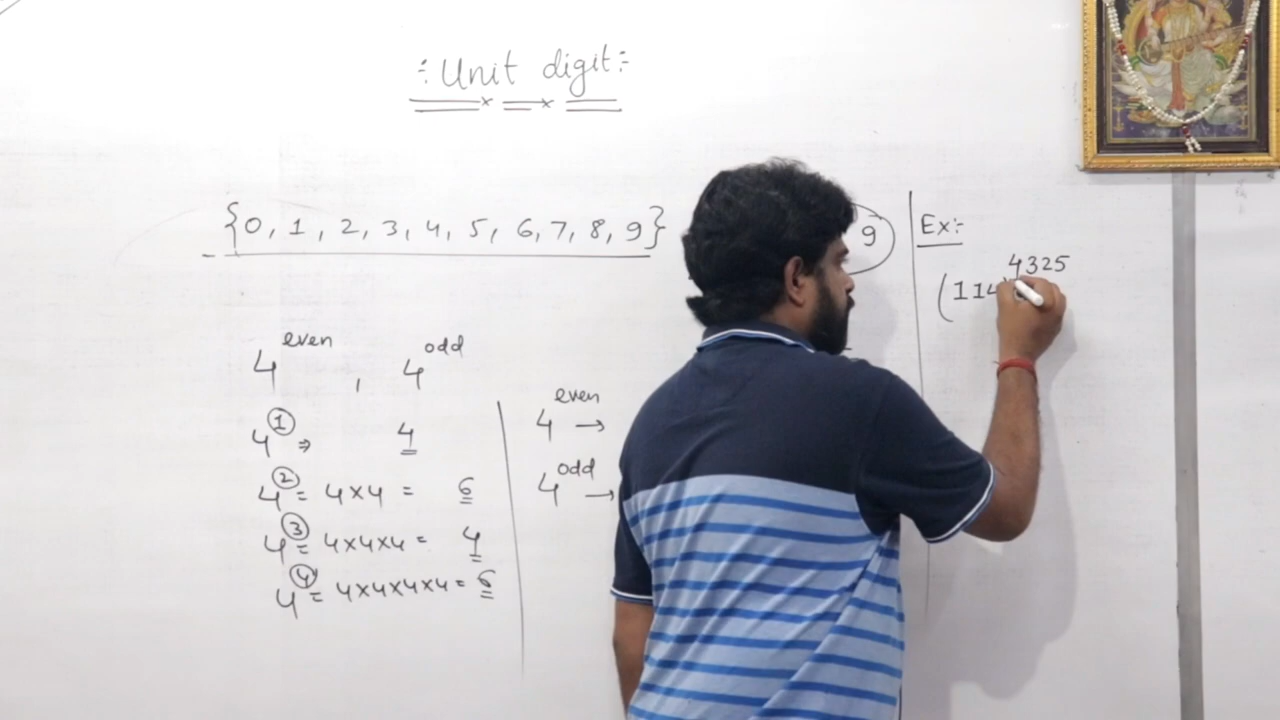 :Unit digit:
{0, 1, 2, 3, 4, 5, 6, 7, 8, 9}
9
Ex:-
(114) 4325
4 even , 4 odd
4 ① ⇒ 4
4 ② = 4×4 = 6
4 ③ = 4×4×4 = 4
4 ④ = 4×4×4×4 = 6
4 even →
4 odd →